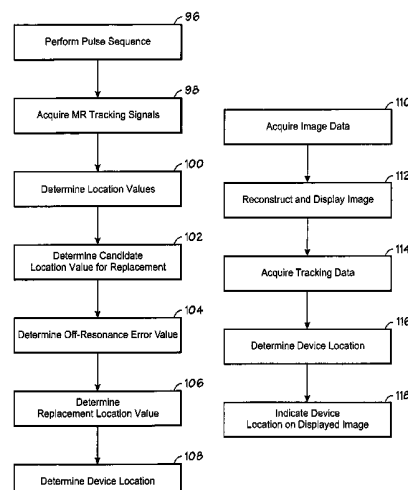 96
Perform Pulse Sequence
98
Acquire MR Tracking Signals
100
Determine Location Values
102
Determine Candidate
Location Value for Replacement
104
Determine Off-Resonance Error Value
106
Determine
Replacement Location Value
108
Determine Device Location
110
Acquire Image Data
112
Reconstruct and Display Image
114
Acquire Tracking Data
116
Determine Device Location
118
Indicate Device
Location on Displayed Image